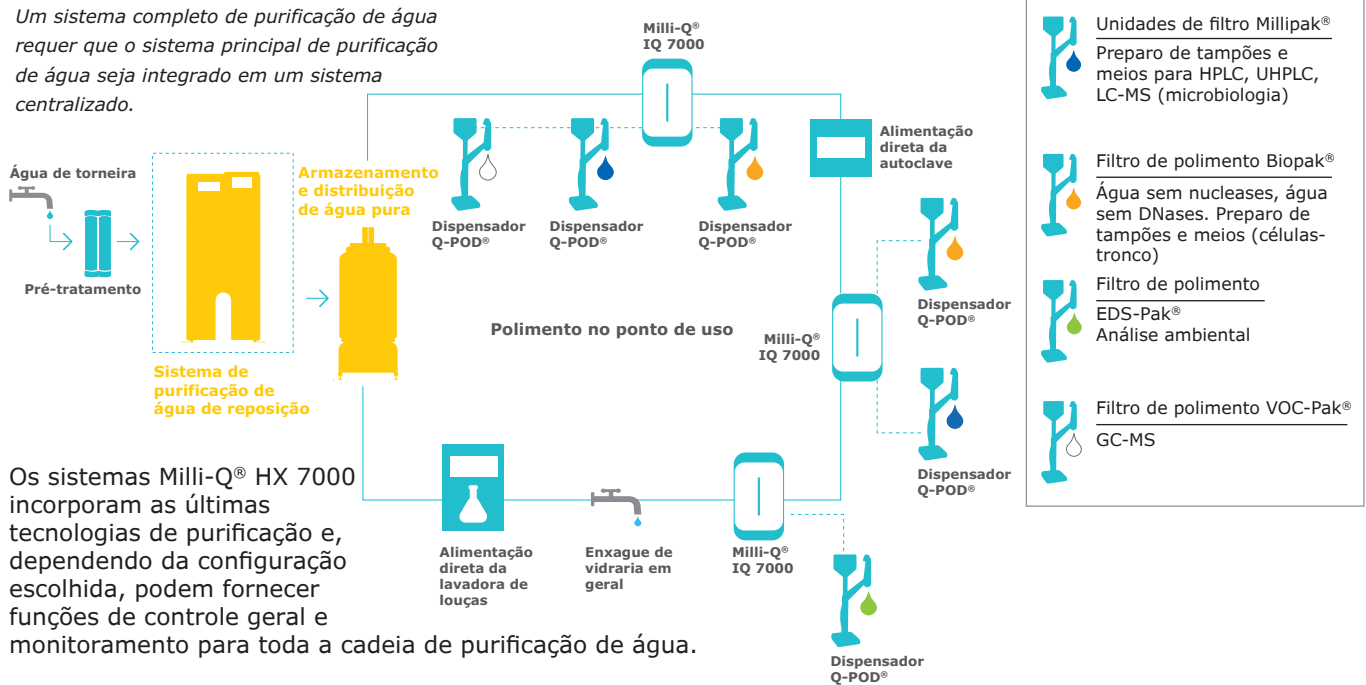 Um sistema completo de purificação de água
requer que o sistema principal de purificação
de água seja integrado em um sistema
centralizado.
Água de torneira
Pré-tratamento
Sistema de
purificação de
água de reposição
Armazenamento
e distribuição
de água pura
Milli-Q®
IQ 7000
Dispensador
Q-POD®
Dispensador
Q-POD®
Dispensador
Q-POD®
Alimentação
direta da
autoclave
Dispensador
Q-POD®
Polimento no ponto de uso
Milli-Q®
IQ 7000
Dispensador
Q-POD®
Alimentação
direta da
lavadora de
louças
Enxague de
vidraria em
geral
Milli-Q®
IQ 7000
Dispensador
Q-POD®
Os sistemas Milli-Q® HX 7000
incorporam as últimas
tecnologias de purificação e,
dependendo da configuração
escolhida, podem fornecer
funções de controle geral e
monitoramento para toda a cadeia de purificação de água.
Unidades de filtro Millipak®
Preparo de tampões e
meios para HPLC, UHPLC,
LC-MS (microbiologia)
Filtro de polimento Biopak®
Água sem nucleases, água
sem DNases. Preparo de
tampões e meios (células-
tronco)
Filtro de polimento
EDS-Pak®
Análise ambiental
Filtro de polimento VOC-Pak®
GC-MS